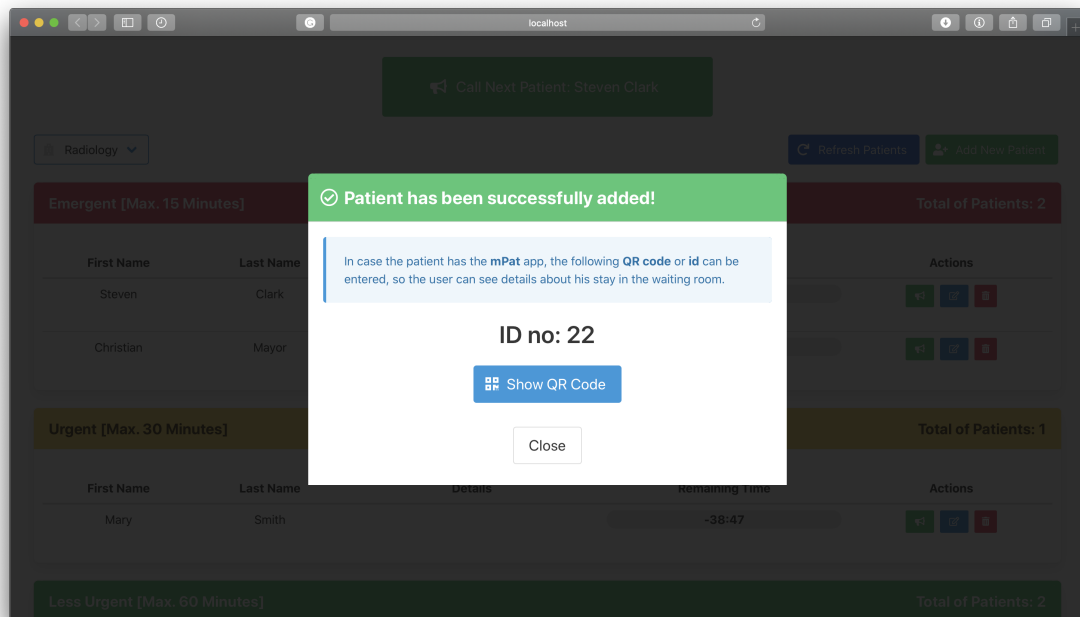 localhost
Call Next Patient: Steven Clark
Radiology
Refresh Patients
Add New Patient
Emergent [Max. 15 Minutes]
Total of Patients: 2
First Name
Last Name
Actions
Steven
Clark
Christian
Mayor
Patient has been successfully added!
In case the patient has the mPat app, the following QR code or id can be
entered, so the user can see details about his stay in the waiting room.
ID no: 22
Show QR Code
Close
Urgent [Max. 30 Minutes]
Total of Patients: 1
First Name
Last Name
Details
Remaining Time
Actions
Mary
Smith
-38:47
Less Urgent [Max. 60 Minutes]
Total of Patients: 2